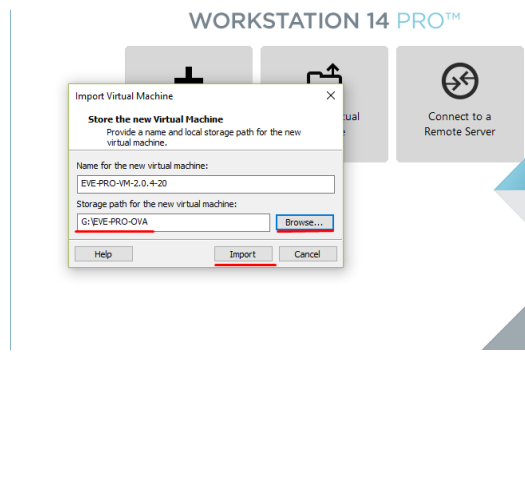 WORKSTATION 14 PRO™
Import Virtual Machine
Store the new Virtual Machine
Provide a name and local storage path for the new
virtual machine.
Name for the new virtual machine:
EVE-PRO-VM-2.0.4-20
Storage path for the new virtual machine:
G:\EVE-PRO-OVA
Browse...
Help
Import
Cancel
Connect to a
Remote Server